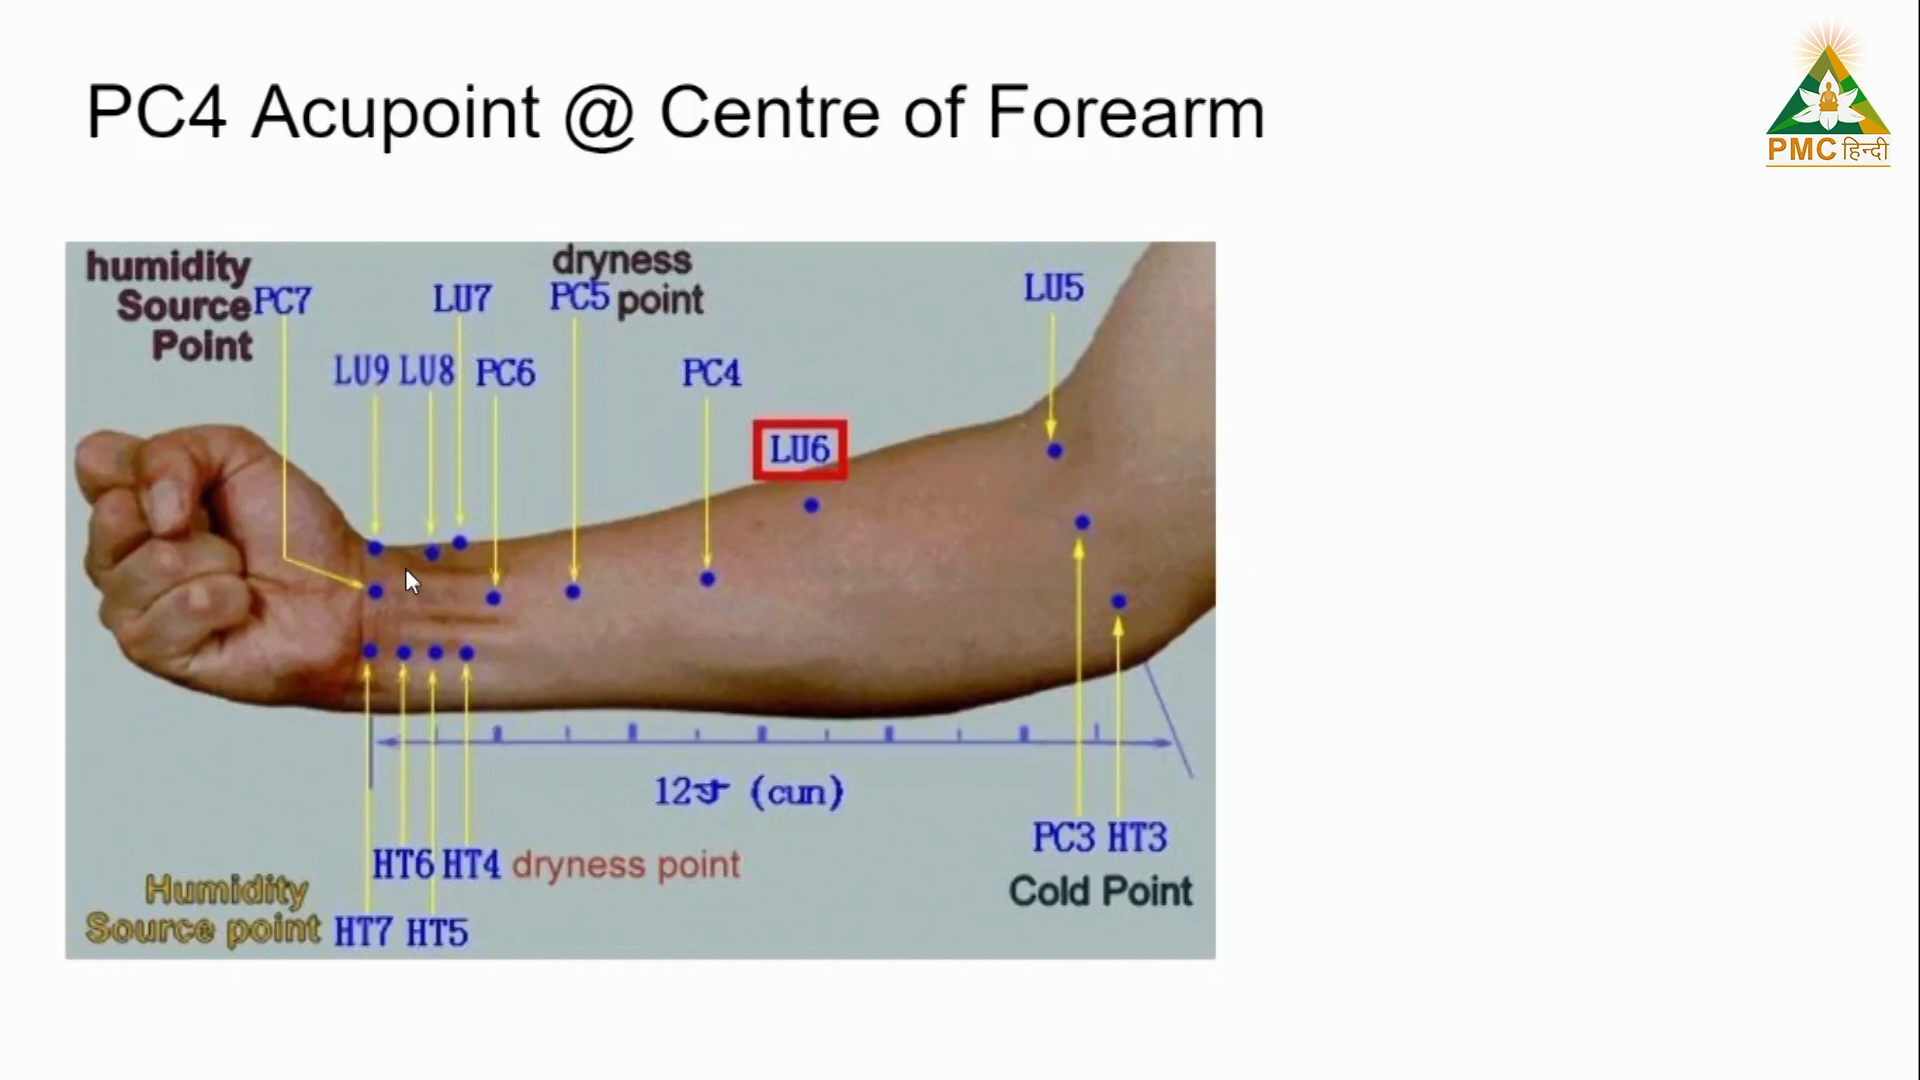 PC4 Acupoint @ Centre of Forearm
PMC हिन्दी
humidity
Source
Point
PC7
LU7
dryness
PC5 point
LU5
LU9 LU8 PC6
PC4
LU6
12寸 (cun)
PC3 HT3
Cold Point
HT6 HT4 dryness point
Humidity
Source point HT7 HT5